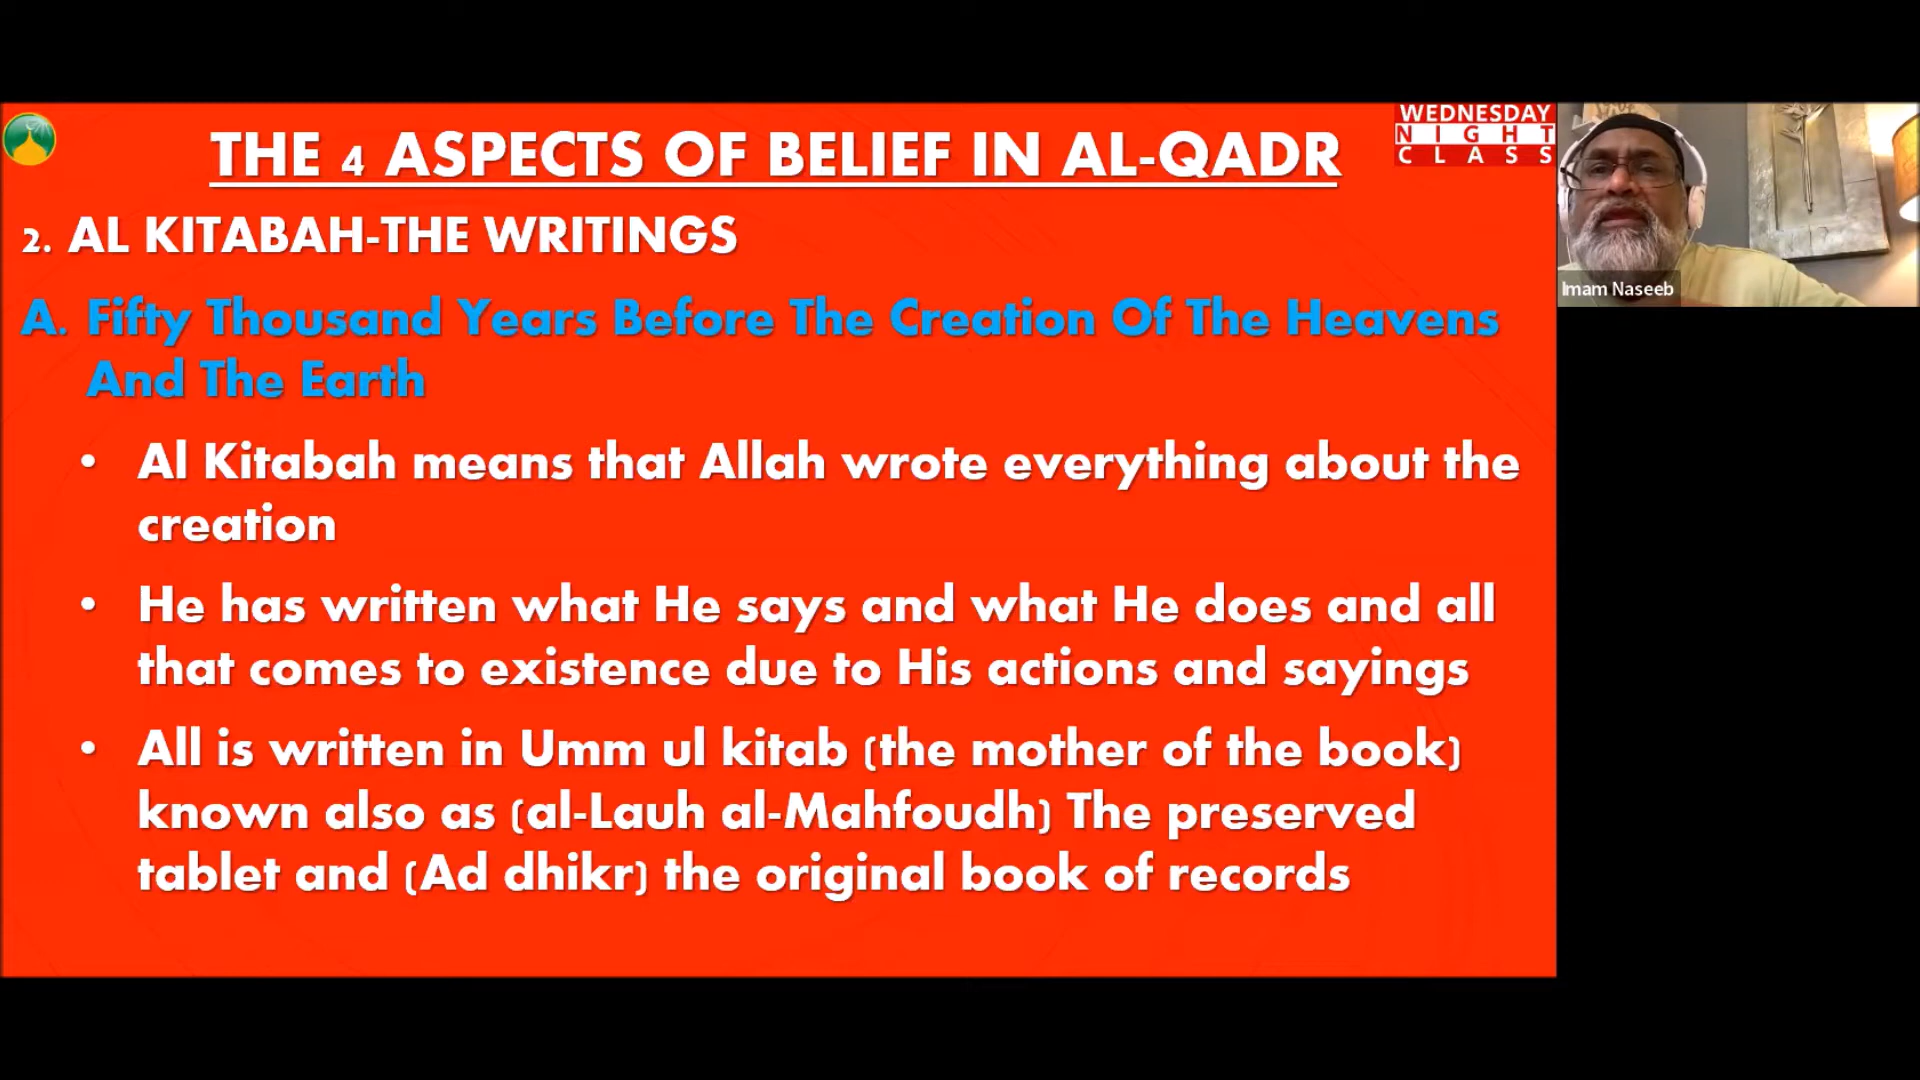 THE 4 ASPECTS OF BELIEF IN AL-QADR
WEDNESDAY
NIGHT
CLASS
2. AL KITABAH-THE WRITINGS
A. Fifty Thousand Years Before The Creation Of The Heavens
And The Earth
• Al Kitabah means that Allah wrote everything about the
creation
• He has written what He says and what He does and all
that comes to existence due to His actions and sayings
• All is written in Umm ul kitab (the mother of the book)
known also as (al-Lauh al-Mahfoudh) The preserved
tablet and (Ad dhikr) the original book of records
Imam Naseeb